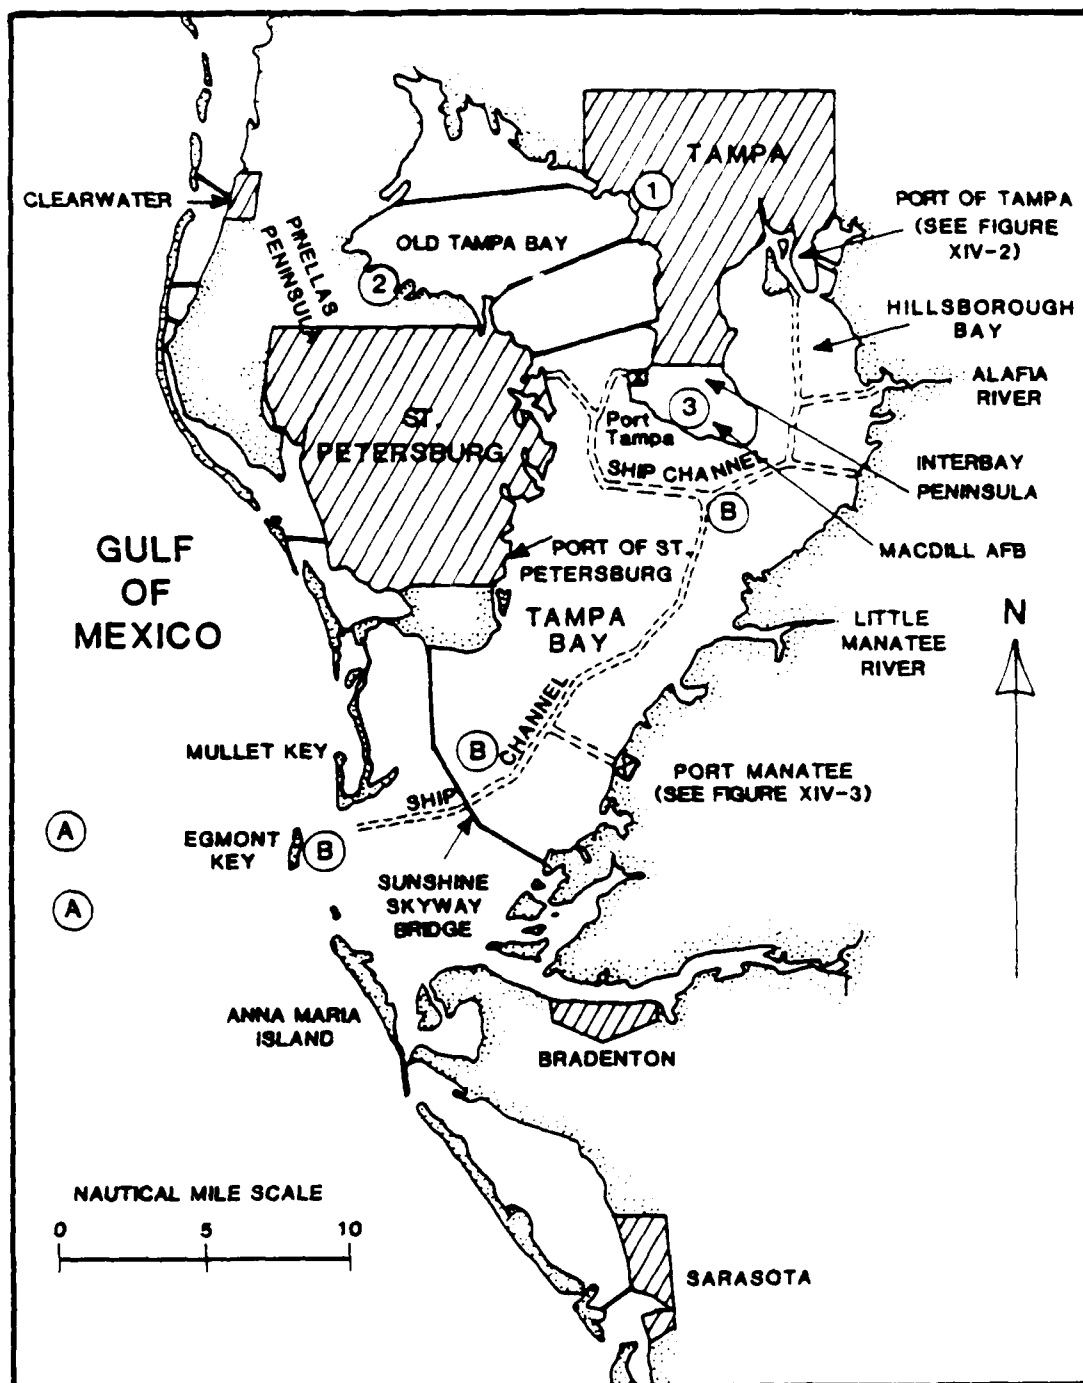 TAMPA
1
CLEARWATER
PORT OF TAMPA
(SEE FIGURE
XIV-2)
PINELLAS
PENINSULA
OLD TAMPA BAY
2
HILLSBOROUGH
BAY
ALAFIA
RIVER
3
Port
Tampa
ST.
PETERSBURG
SHIP CHANNEL
INTERBAY
PENINSULA
B
MACDILL AFB
GULF
OF
MEXICO
PORT OF ST.
PETERSBURG
TAMPA
BAY
LITTLE
MANATEE
RIVER
N
MULLET KEY
B
SHIP CHANNEL
PORT MANATEE
(SEE FIGURE XIV-3)
A
EGMONT
KEY
B
A
SUNSHINE
SKYWAY
BRIDGE
ANNA MARIA
ISLAND
BRADENTON
NAUTICAL MILE SCALE
0 5 10
SARASOTA